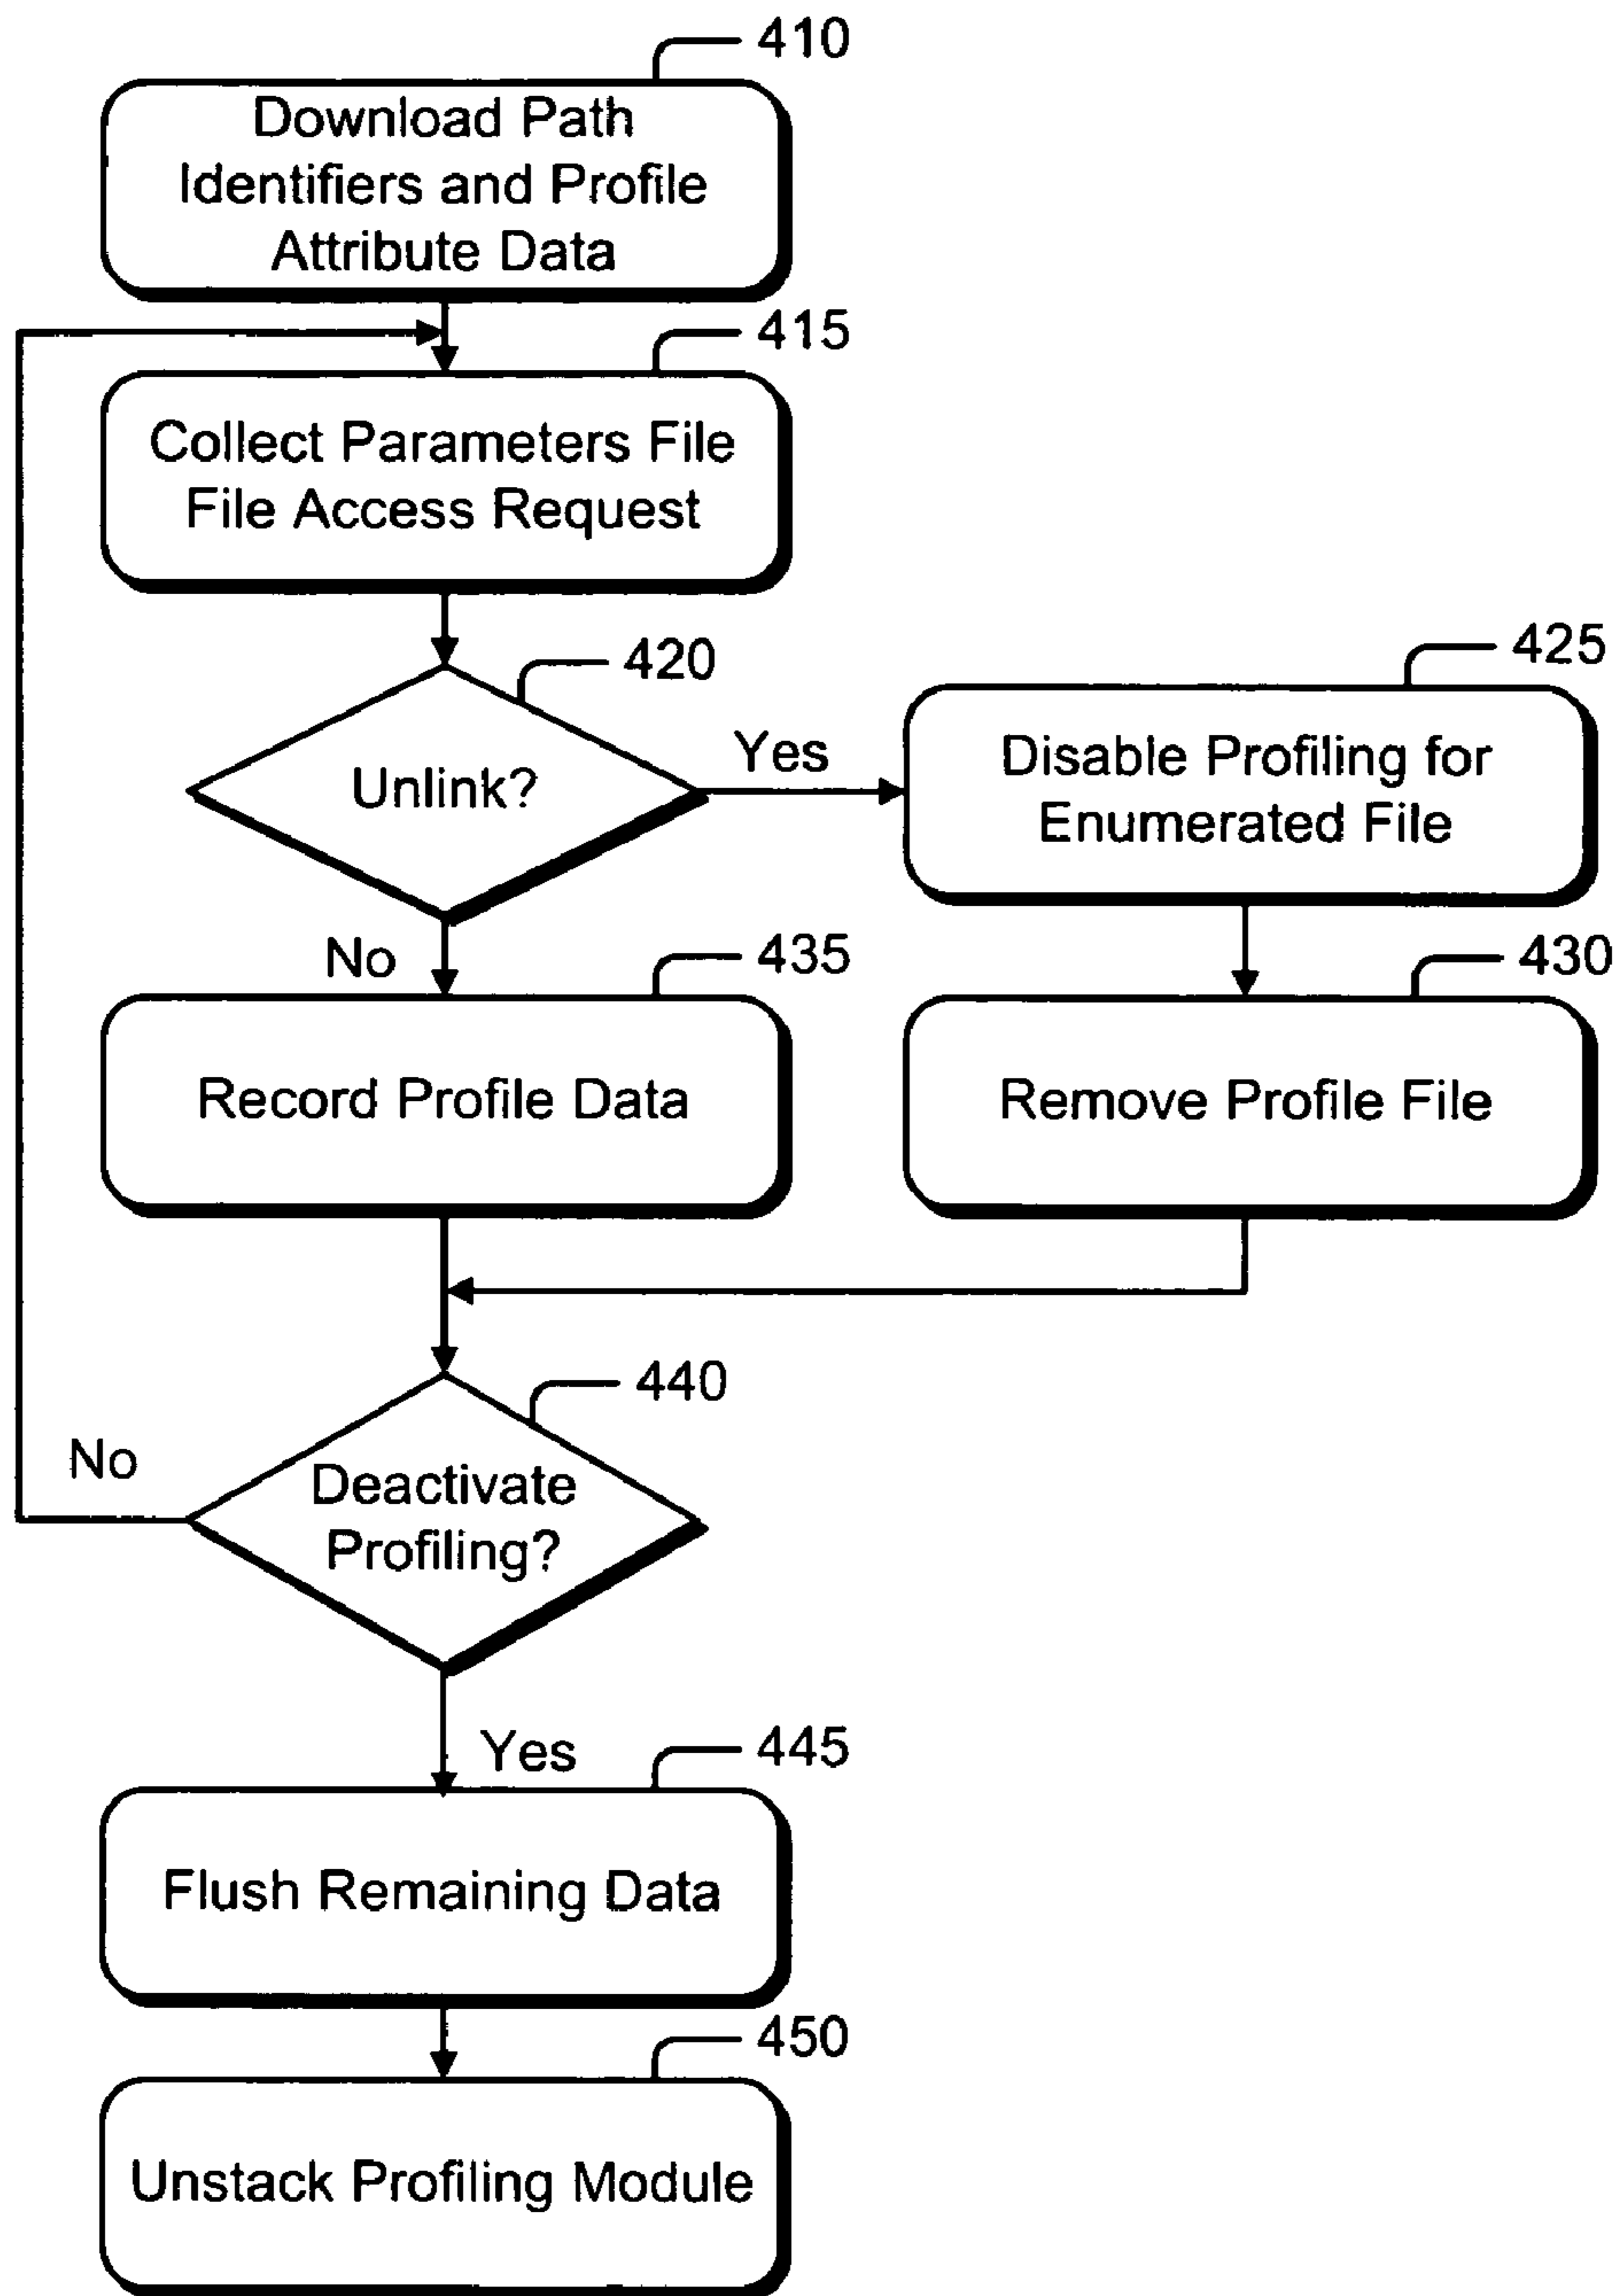 410
Download Path
Identifiers and Profile
Attribute Data
415
Collect Parameters File
File Access Request
420
Unlink?
Yes
425
Disable Profiling for
Enumerated File
No
435
Record Profile Data
430
Remove Profile File
440
No
Deactivate
Profiling?
Yes
445
Flush Remaining Data
450
Unstack Profiling Module